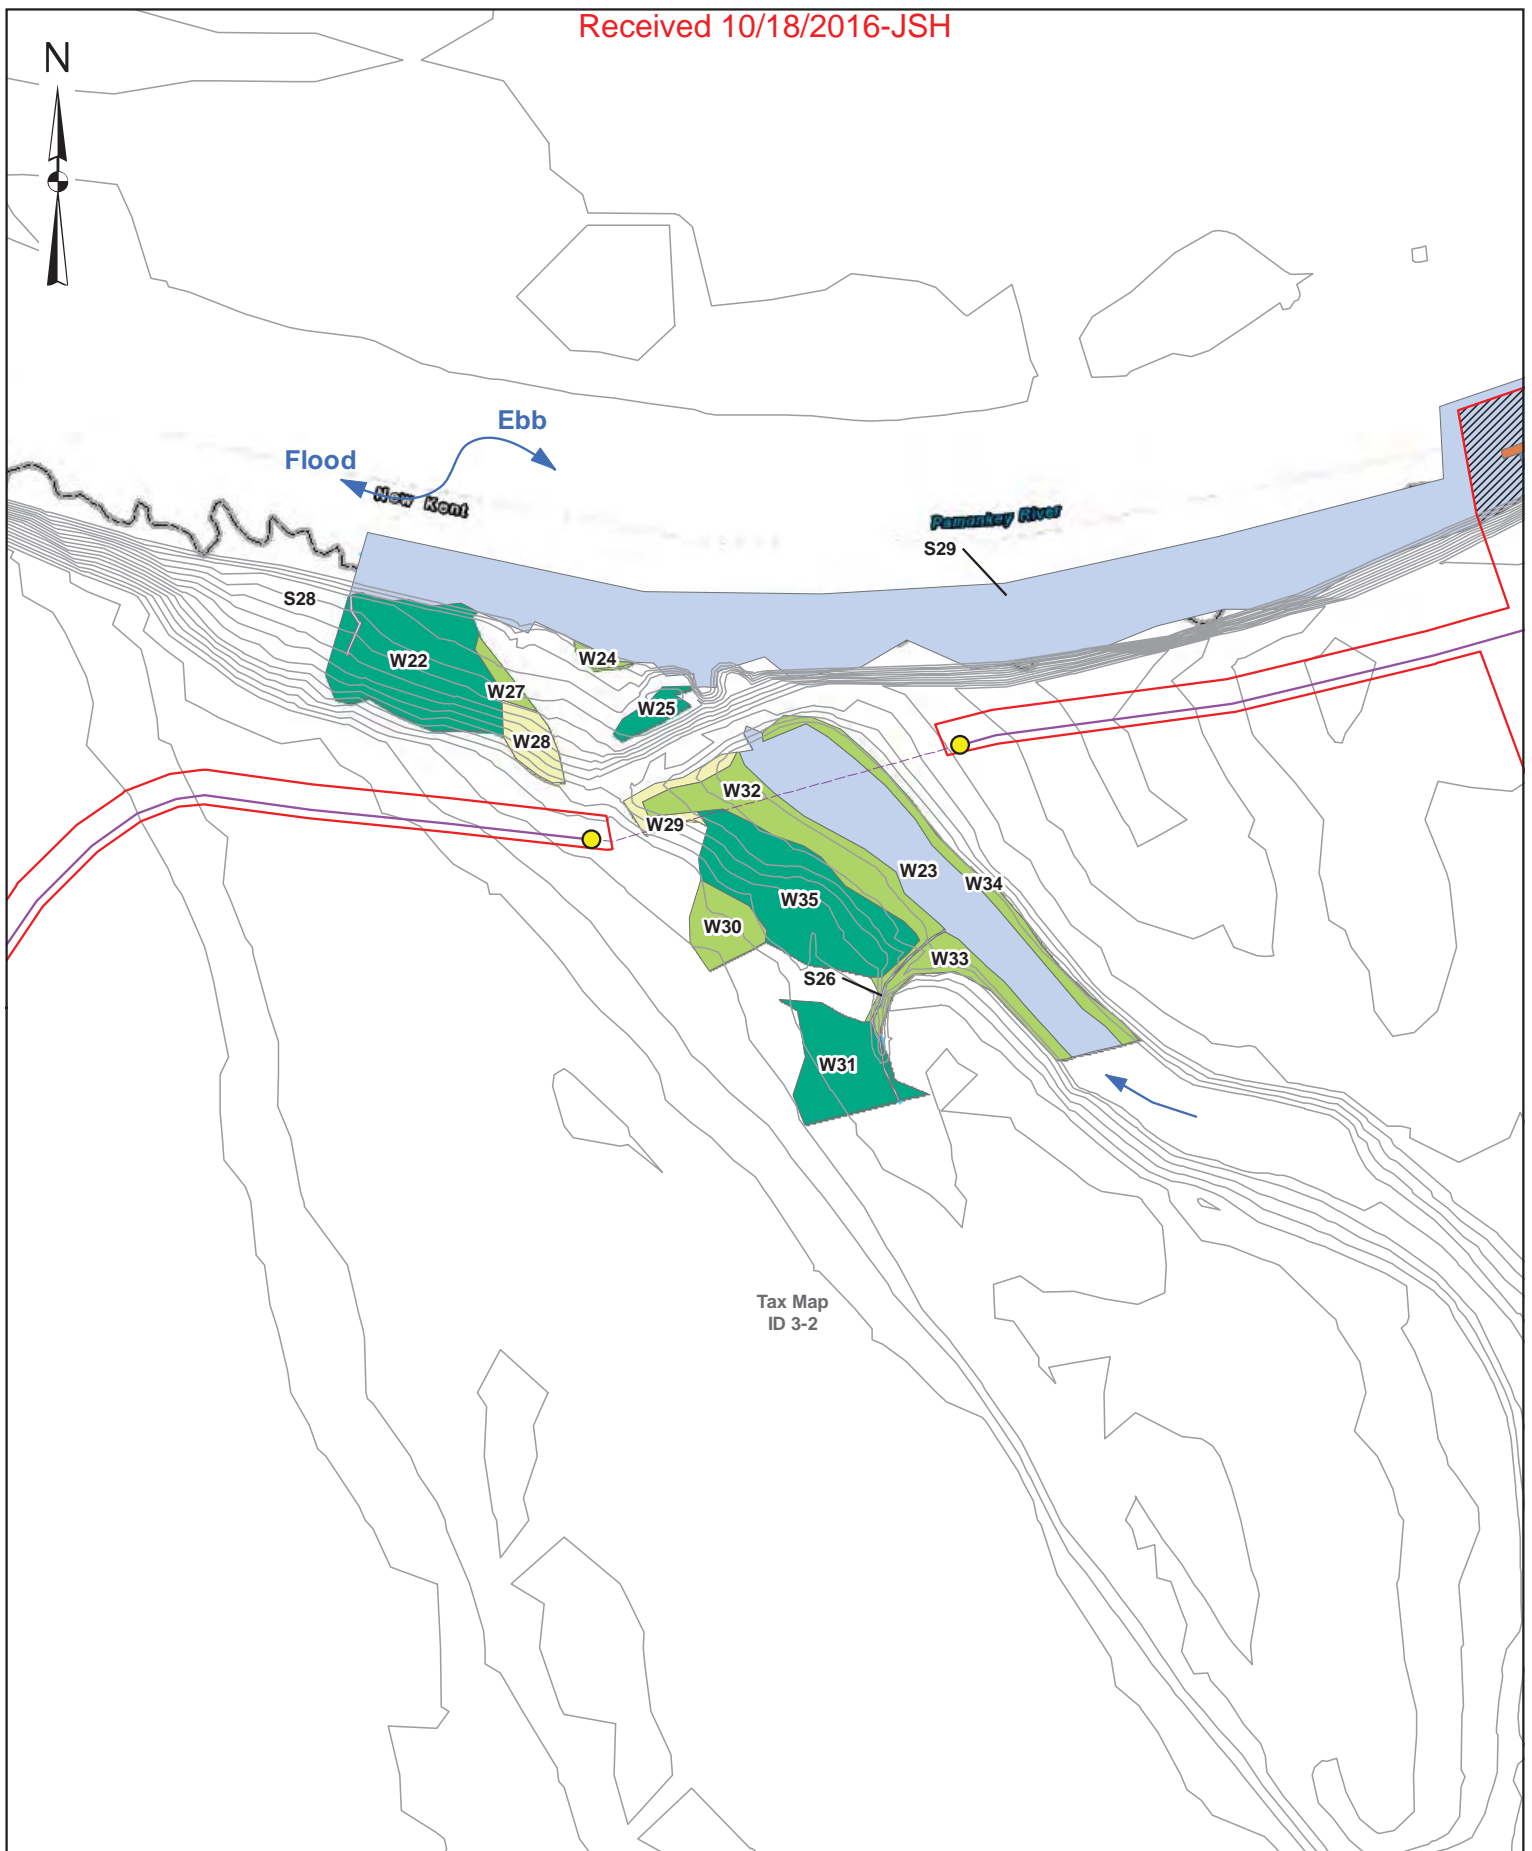 Received 10/18/2016-JSH
N
Ebb
Flood
New Kent
Pamonkey River
S29
S28
W22
W24
W27
W25
W28
W32
W29
W23
W34
W35
W30
W33
S26
W31
Tax Map
ID 3-2